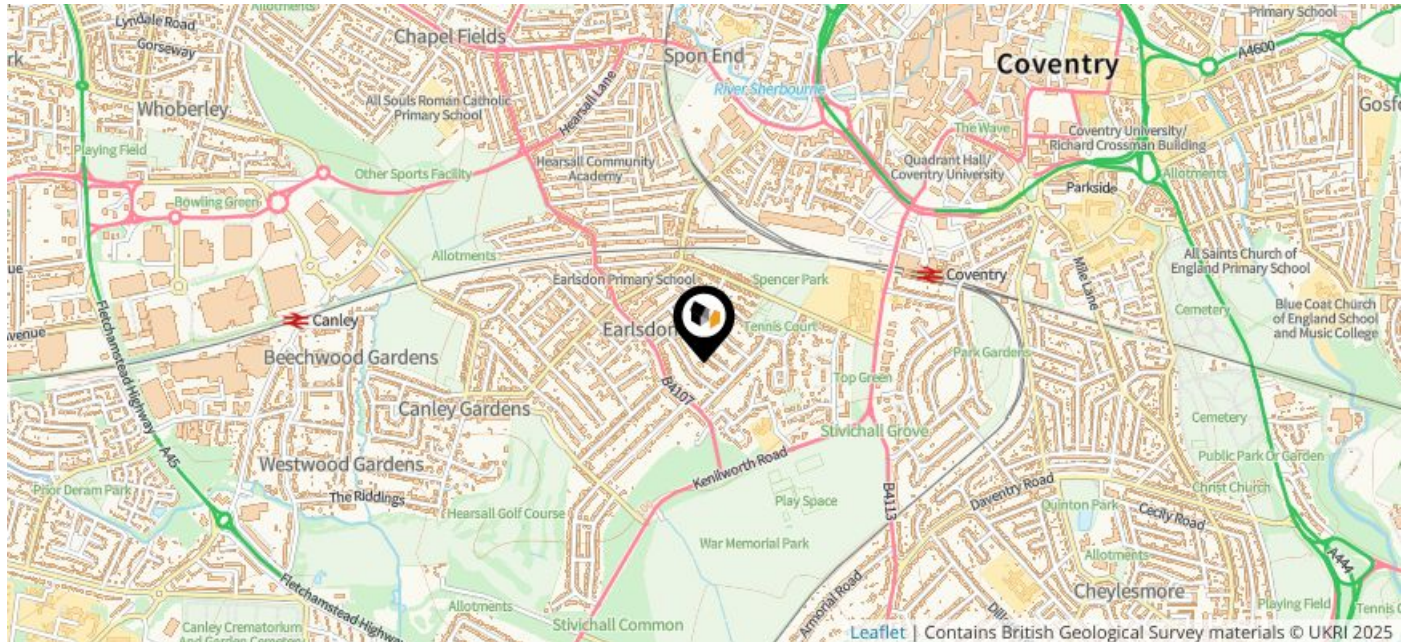 Lyndale Road
Gorseway
Allotments
Chapel Fields
Spon End
Primary School
A4600
Coventry
rk
Whoberley
All Souls Roman Catholic
Primary School
Hearsall Lane
River Sherbourne
The Wave
Coventry University/
Richard Crossman Building
Playing Field
Other Sports Facility
Hearsall Community
Academy
Quadrant Hall/
Coventry University
Allotments
Parkside
Bowling Green
Allotments
All Saints Church of
England Primary School
Earlsdon Primary School
Spencer Park
Coventry
Mile Lane
Cemetery
Blue Coat Church
of England School
and Music College
venue
Fletchamstead Highway
Canley
Earlsdon
Tennis Court
Beechwood Gardens
Park Gardens
B4107
Top Green
Canley Gardens
Cemetery
Stivichall Grove
Public Park Or Garden
A45
Westwood Gardens
Kenilworth Road
Christ Church
Prior Deram Park
The Riddings
Play Space
B4113
Daventry Road
Quinton Park
Cecily Road
Hearsall Golf Course
War Memorial Park
Allotments
A444
Fletchamstead Highway
Armorial Road
Cheylesmore
Allotments
Stivichall Common
Playing Field
Canley Crematorium
Leaflet | Contains British Geological Survey materials © UKRI 2025